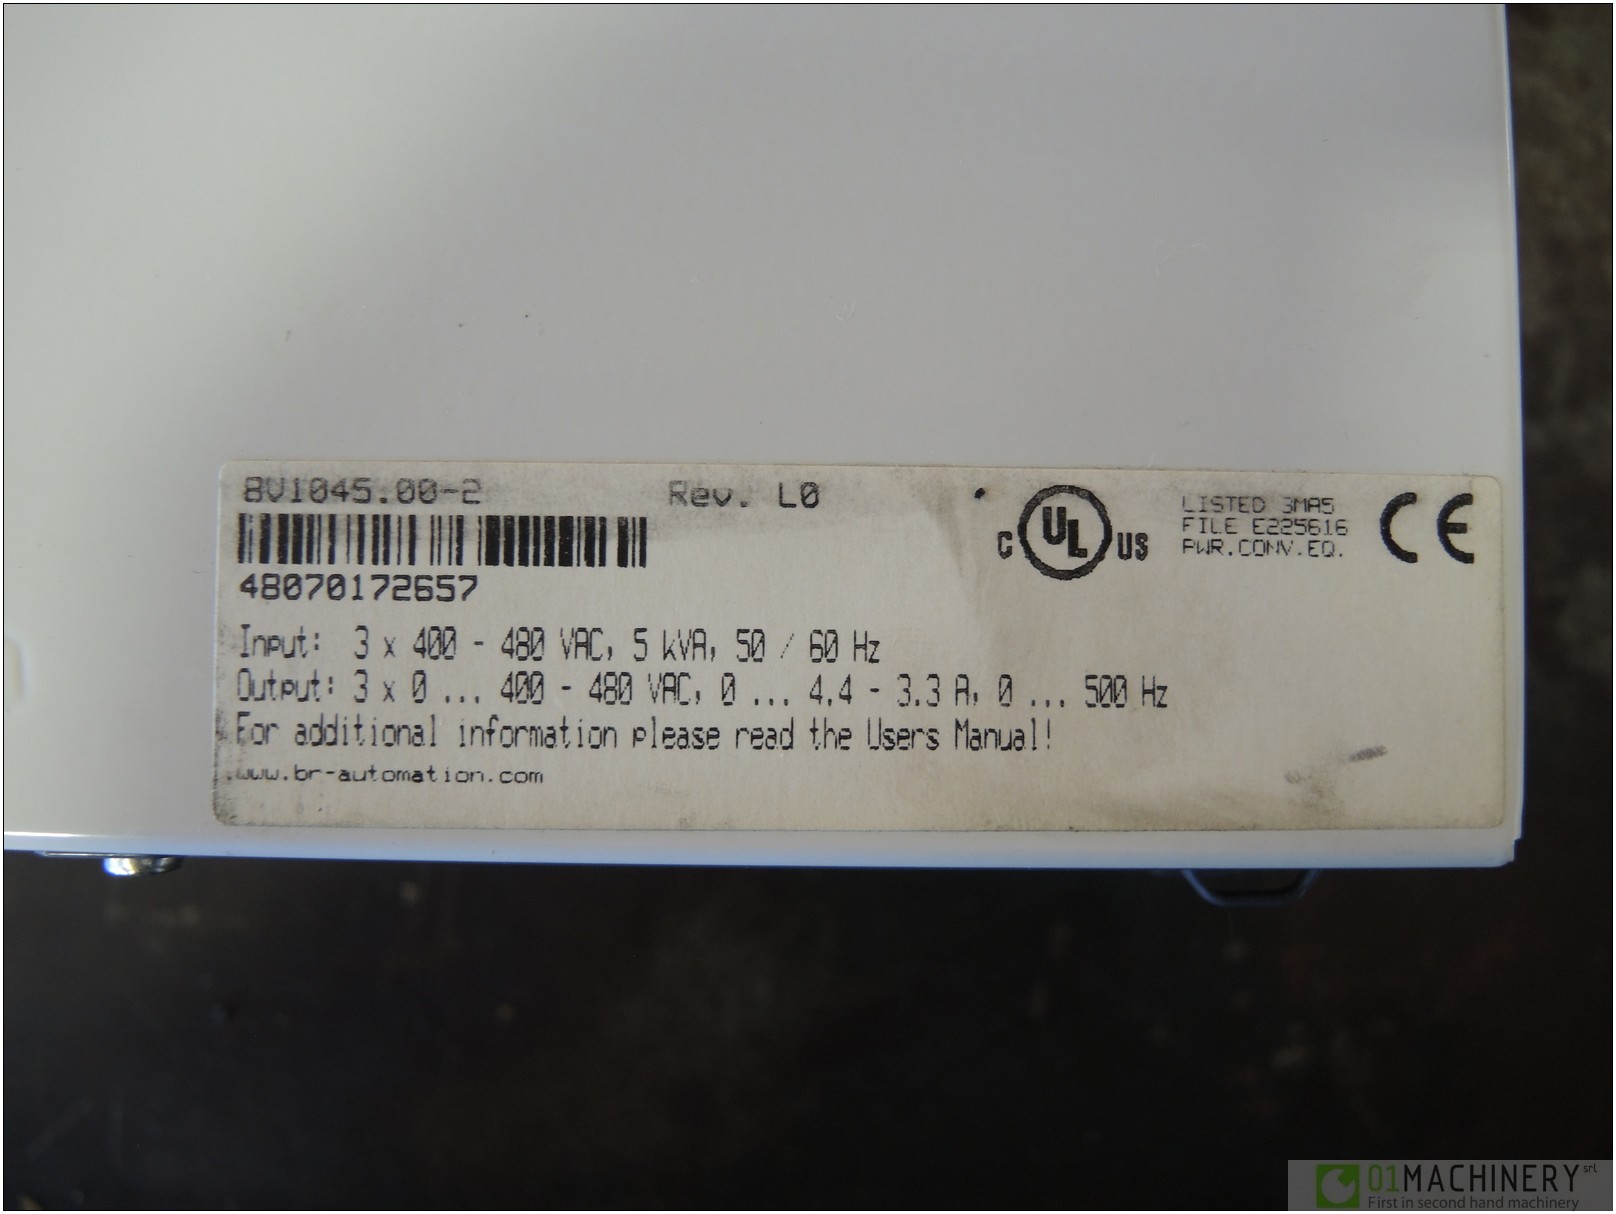 8V1045.00-2 Rev. L0
48070172657
C UL US
LISTED 3MA5
FILE E225616
PWR.CONV.EQ.
CE
Input: 3 x 400 - 480 VAC, 5 kVA, 50 / 60 Hz
Output: 3 x 0 ... 400 - 480 VAC, 0 ... 4.4 - 3.3 A, 0 ... 500 Hz
For additional information please read the Users Manual!
www.br-automation.com
01MACHINERY srl
First in second hand machinery